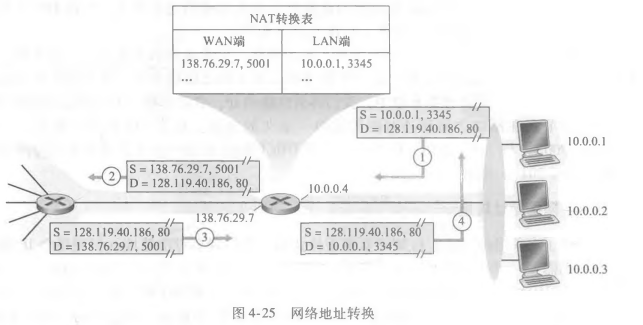 NAT转换表
WAN端 LAN端
138.76.29.7, 5001 10.0.0.1, 3345
… …
S = 10.0.0.1, 3345
D = 128.119.40.186, 80
1
10.0.0.1
S = 138.76.29.7, 5001
D = 128.119.40.186, 80
2
10.0.0.4
10.0.0.2
138.76.29.7
4
S = 128.119.40.186, 80
D = 138.76.29.7, 5001
3
S = 128.119.40.186, 80
D = 10.0.0.1, 3345
10.0.0.3
图 4-25 网络地址转换